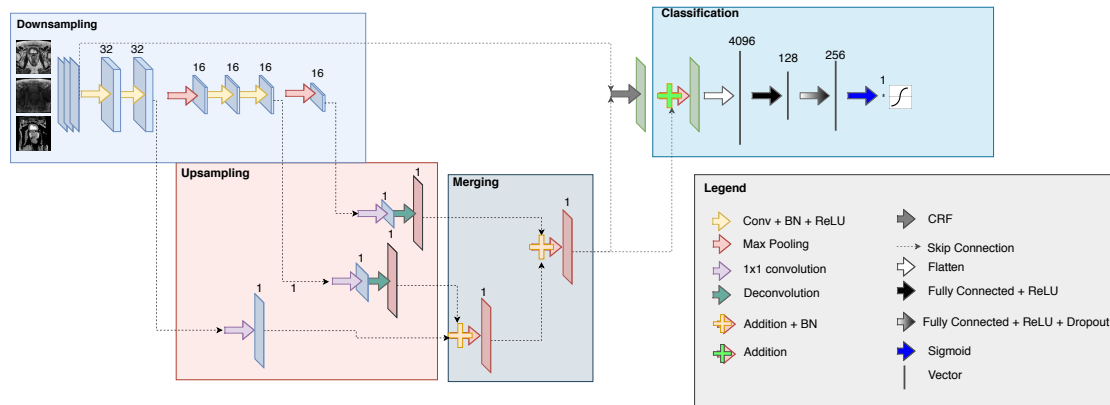 Downsampling
32
32
16
16
16
16
Classification
4096
128
256
1
Upsampling
1
1
1
1
1
1
Merging
1
1
Legend
Conv + BN + ReLU
Max Pooling
1x1 convolution
Deconvolution
Addition + BN
Addition
CRF
Skip Connection
Flatten
Fully Connected + ReLU
Fully Connected + ReLU + Dropout
Sigmoid
Vector